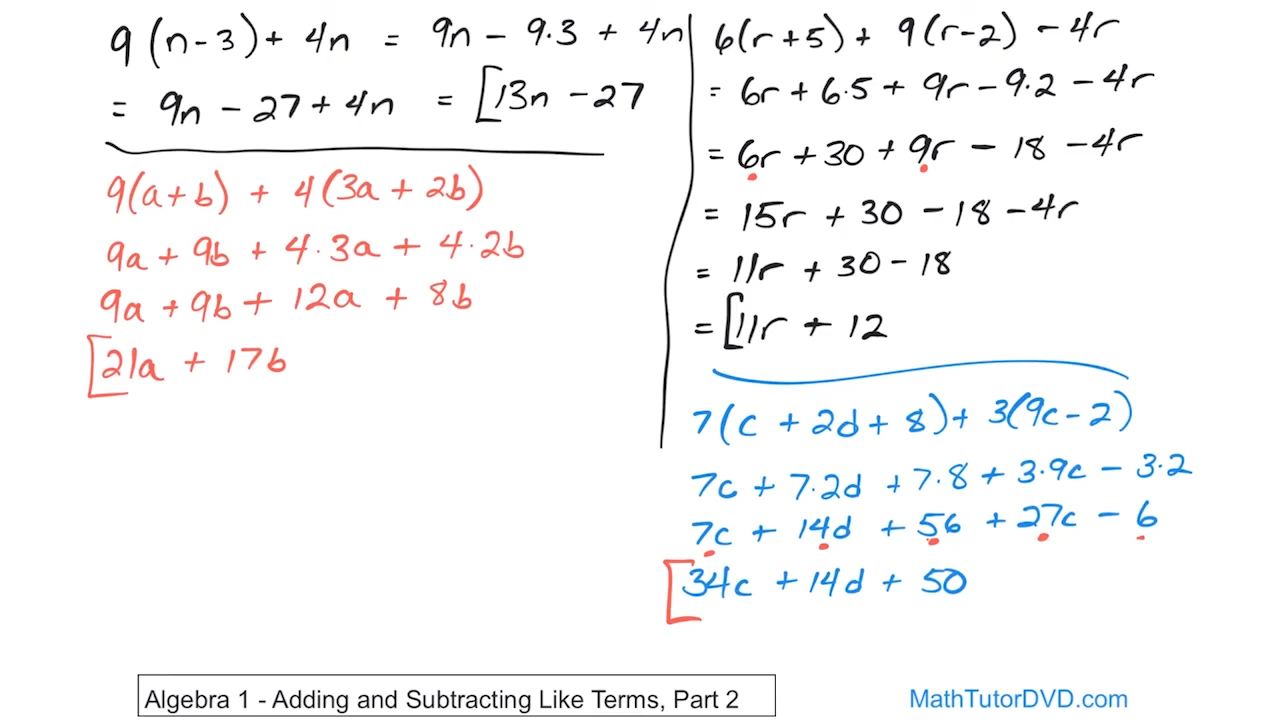 9(n-3)+ 4n = 9n - 9·3 + 4n
= 9n - 27 + 4n = [13n - 27
9(a+b) + 4(3a + 2b)
9a + 9b + 4·3a + 4·2b
9a + 9b + 12a + 8b
[21a + 17b
6(r+5) + 9(r-2) - 4r
= 6r + 6·5 + 9r - 9·2 - 4r
= 6r + 30 + 9r - 18 - 4r
= 15r + 30 - 18 - 4r
= 11r + 30 - 18
= [11r + 12
7(c + 2d + 8) + 3(9c - 2)
7c + 7·2d + 7·8 + 3·9c - 3·2
7c + 14d + 56 + 27c - 6
[34c + 14d + 50
Algebra 1 - Adding and Subtracting Like Terms, Part 2
MathTutorDVD.com